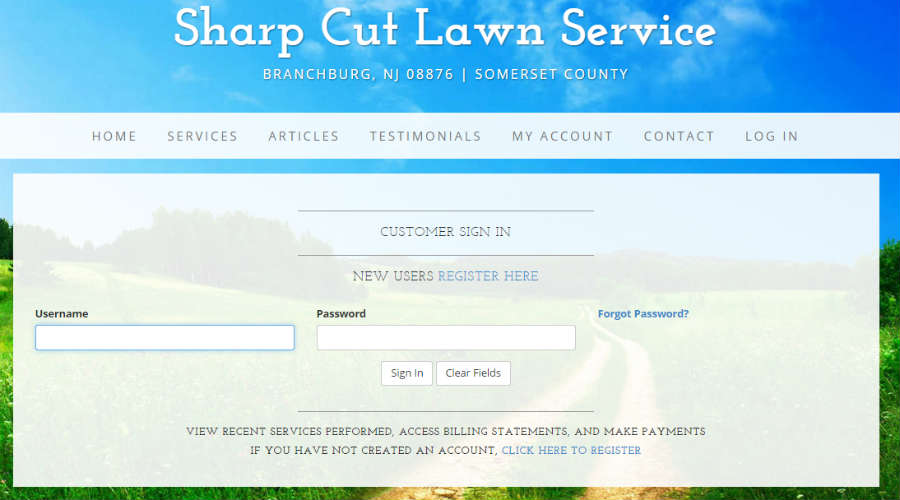 Sharp Cut Lawn Service
BRANCHBURG, NJ 08876 | SOMERSET COUNTY
HOME SERVICES ARTICLES TESTIMONIALS MY ACCOUNT CONTACT LOG IN
CUSTOMER SIGN IN
NEW USERS REGISTER HERE
Username Password Forgot Password?
Sign In Clear Fields
VIEW RECENT SERVICES PERFORMED, ACCESS BILLING STATEMENTS, AND MAKE PAYMENTS
IF YOU HAVE NOT CREATED AN ACCOUNT, CLICK HERE TO REGISTER